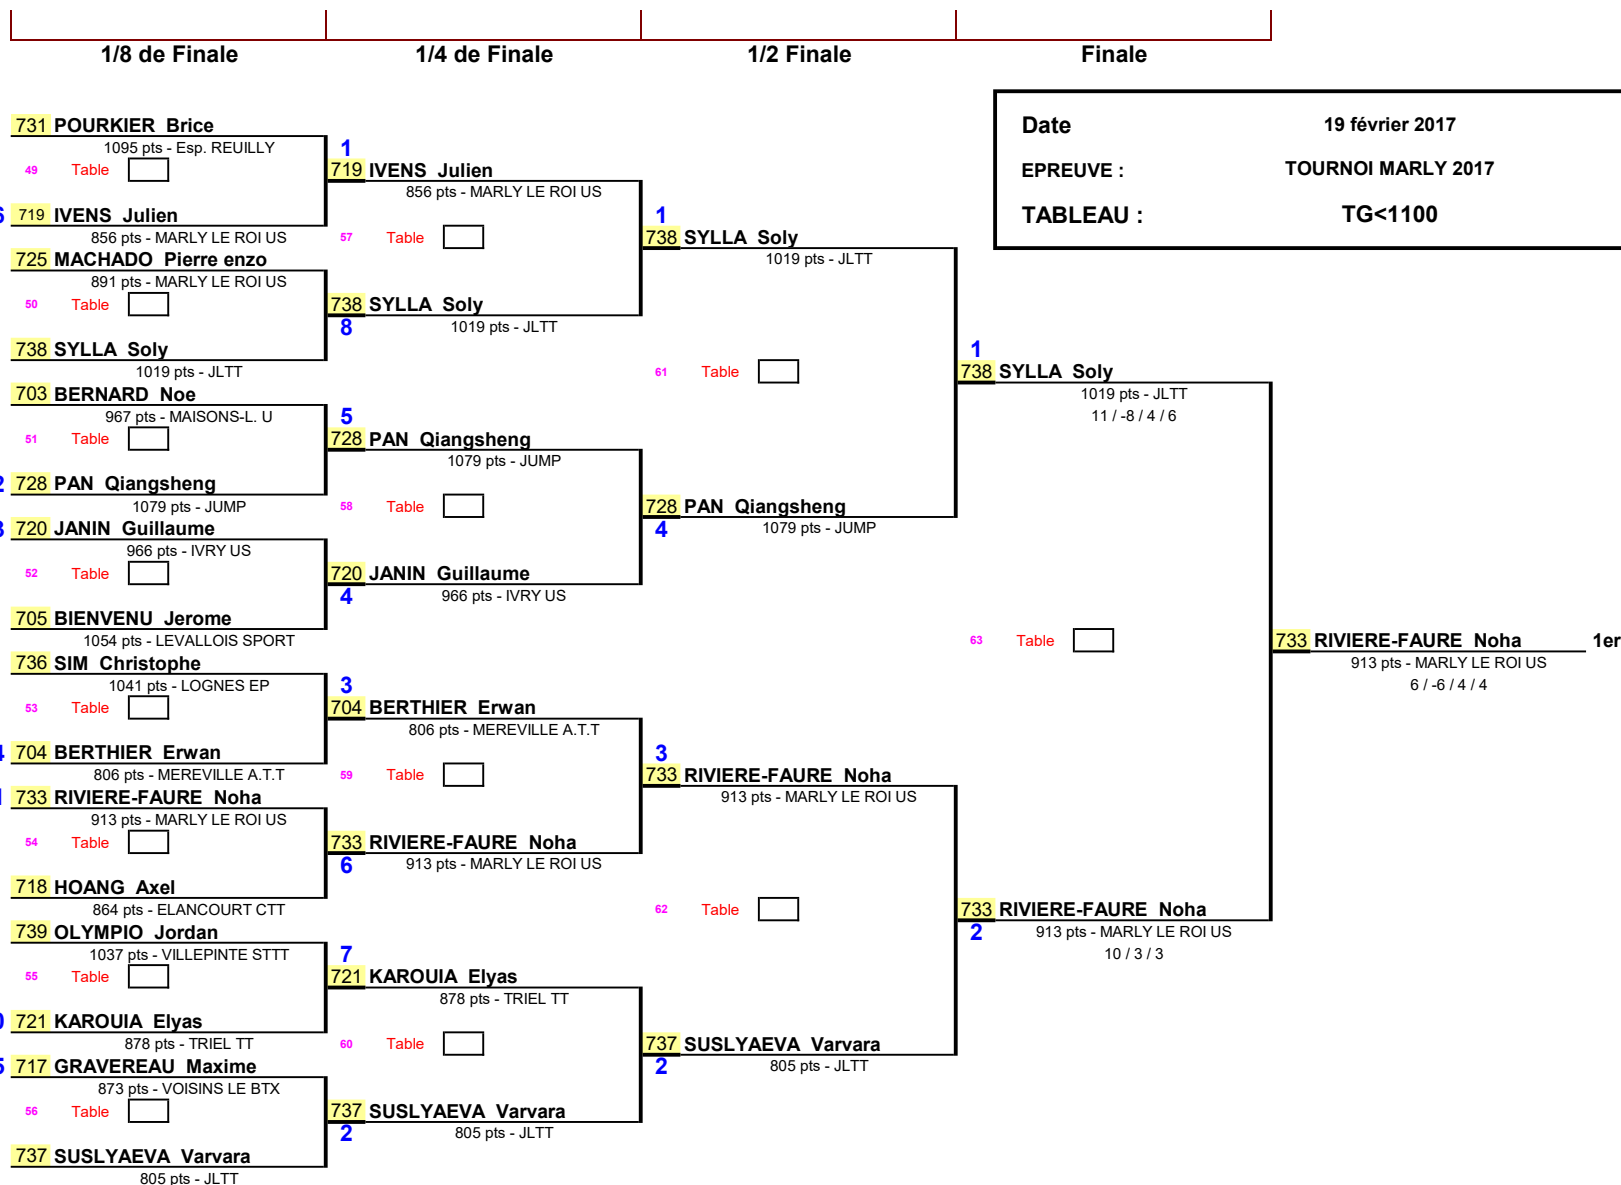 1/8 de Finale
1/4 de Finale
1/2 Finale
Finale
Date 19 février 2017
EPREUVE : TOURNOI MARLY 2017
TABLEAU : TG<1100
731 POURKIER Brice
1095 pts - Esp. REUILLY
49 Table
719 IVENS Julien
856 pts - MARLY LE ROI US
725 MACHADO Pierre enzo
891 pts - MARLY LE ROI US
50 Table
738 SYLLA Soly
1019 pts - JLTT
703 BERNARD Noe
967 pts - MAISONS-L. U
51 Table
728 PAN Qiangsheng
1079 pts - JUMP
720 JANIN Guillaume
966 pts - IVRY US
52 Table
705 BIENVENU Jerome
1054 pts - LEVALLOIS SPORT
736 SIM Christophe
1041 pts - LOGNES EP
53 Table
704 BERTHIER Erwan
806 pts - MEREVILLE A.T.T
733 RIVIERE-FAURE Noha
913 pts - MARLY LE ROI US
54 Table
718 HOANG Axel
864 pts - ELANCOURT CTT
739 OLYMPIO Jordan
1037 pts - VILLEPINTE STTT
55 Table
721 KAROUIA Elyas
878 pts - TRIEL TT
717 GRAVEREAU Maxime
873 pts - VOISINS LE BTX
56 Table
737 SUSLYAEVA Varvara
805 pts - JLTT
1
719 IVENS Julien
856 pts - MARLY LE ROI US
57 Table
738 SYLLA Soly
8
1019 pts - JLTT
5
728 PAN Qiangsheng
1079 pts - JUMP
58 Table
720 JANIN Guillaume
4
966 pts - IVRY US
3
704 BERTHIER Erwan
806 pts - MEREVILLE A.T.T
59 Table
733 RIVIERE-FAURE Noha
6
913 pts - MARLY LE ROI US
7
721 KAROUIA Elyas
878 pts - TRIEL TT
60 Table
737 SUSLYAEVA Varvara
2
805 pts - JLTT
1
738 SYLLA Soly
1019 pts - JLTT
61 Table
728 PAN Qiangsheng
4
1079 pts - JUMP
3
733 RIVIERE-FAURE Noha
913 pts - MARLY LE ROI US
62 Table
737 SUSLYAEVA Varvara
2
805 pts - JLTT
1
738 SYLLA Soly
1019 pts - JLTT
11 / -8 / 4 / 6
63 Table
733 RIVIERE-FAURE Noha
2
913 pts - MARLY LE ROI US
10 / 3 / 3
733 RIVIERE-FAURE Noha 1er
913 pts - MARLY LE ROI US
6 / -6 / 4 / 4